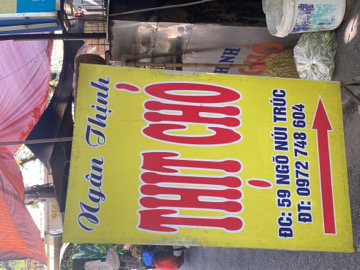 Ngân Thịnh
THỊT CHÓ
ĐC: 59 NGÕ NÚI TRÚC
ĐT: 0972 748 604